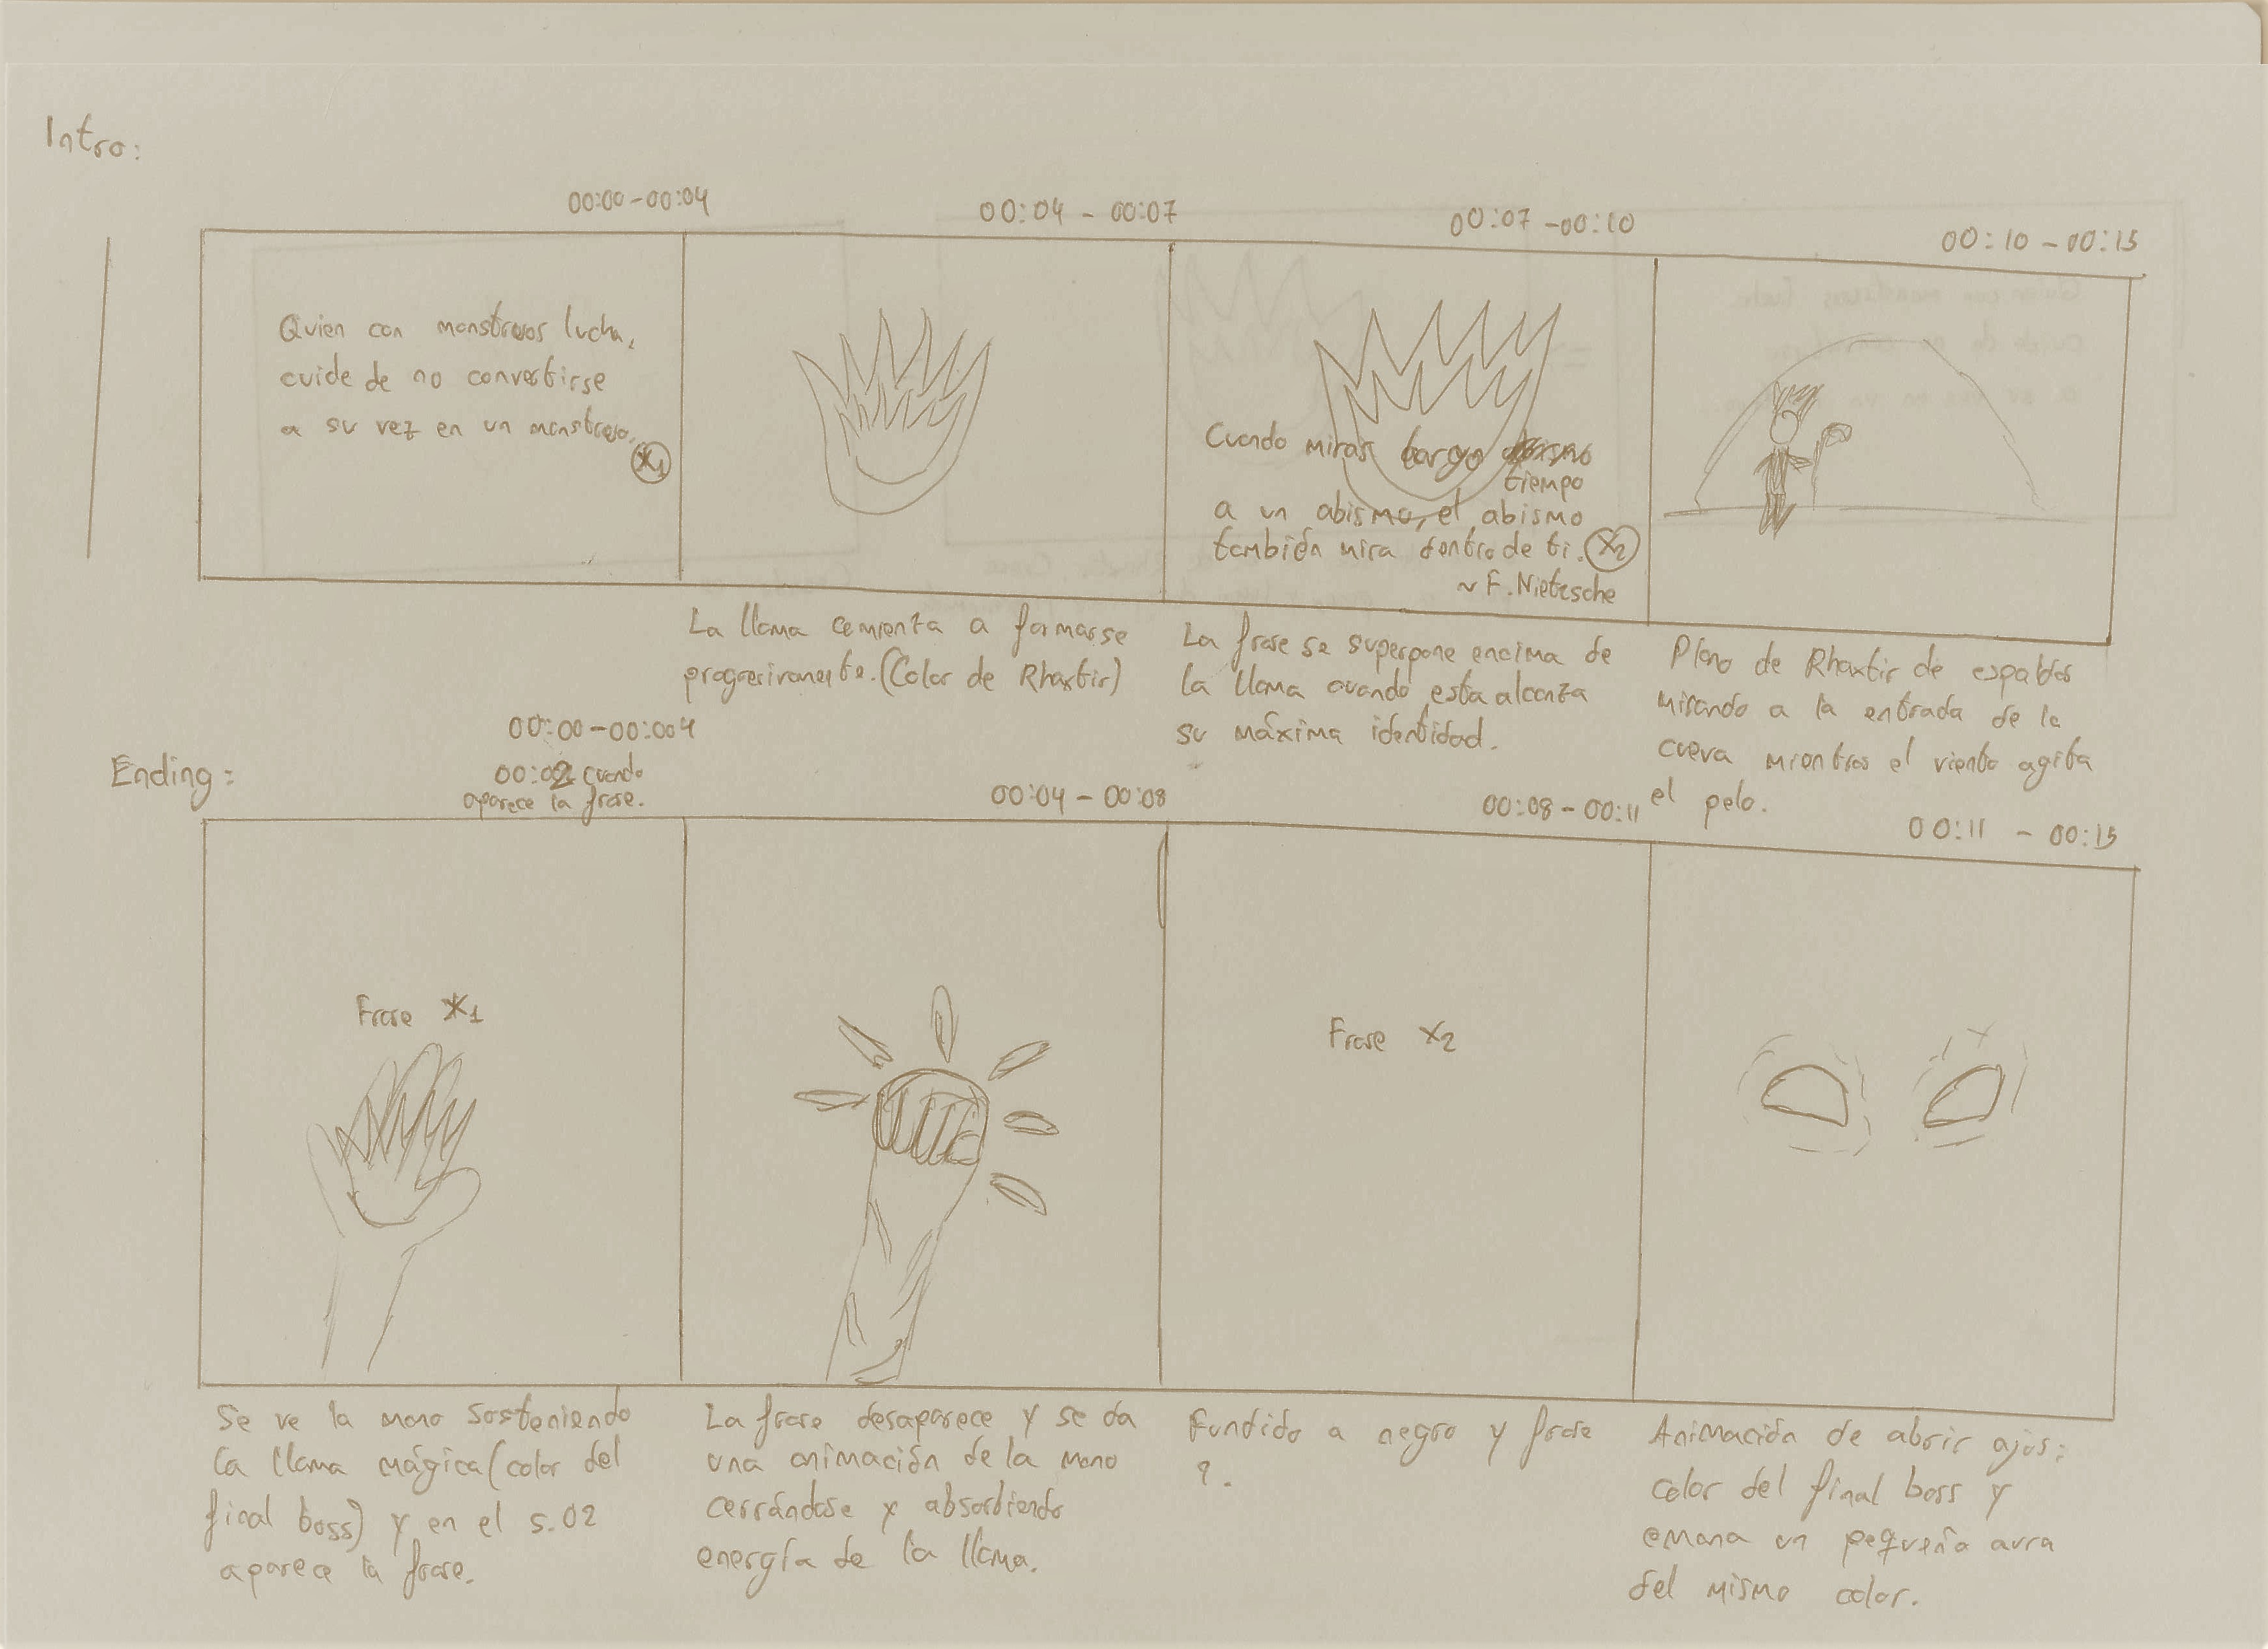 Intro:
00:00-00:04
00:04 - 00:07
00:07-00:10
00:10-00:15
Quien con monstruos lucha,
cuide de no convertirse
a su vez en un monstruo.
*1
Cuando miras largo
tiempo
a un abismo, el abismo
también mira dentro de ti. *2
~ F. Nietzsche
La llama comienza a formarse
progresivamente. (Color de Rhaxtir)
La frase se superpone encima de
la llama cuando esta alcanza
su máxima identidad.
Plano de Rhaxtir de espaldas
mirando a la entrada de la
cueva mientras el viento agita
el pelo.
Ending:
00:00-00:004
00:02 cuando
aparece la frase.
00:04 - 00:08
00:08-00:11
00:11 - 00:15
Frase *1
Frase *2
Se ve la mano sosteniendo
la llama mágica (color del
final boss) y en el s.02
aparece la frase.
La frase desaparece y se da
una animación de la mano
cerrándose y absorbiendo
energía de la llama.
Fundido a negro y frase
2.
Animación de abrir ojos:
color del final boss y
emana un pequeña aura
del mismo color.